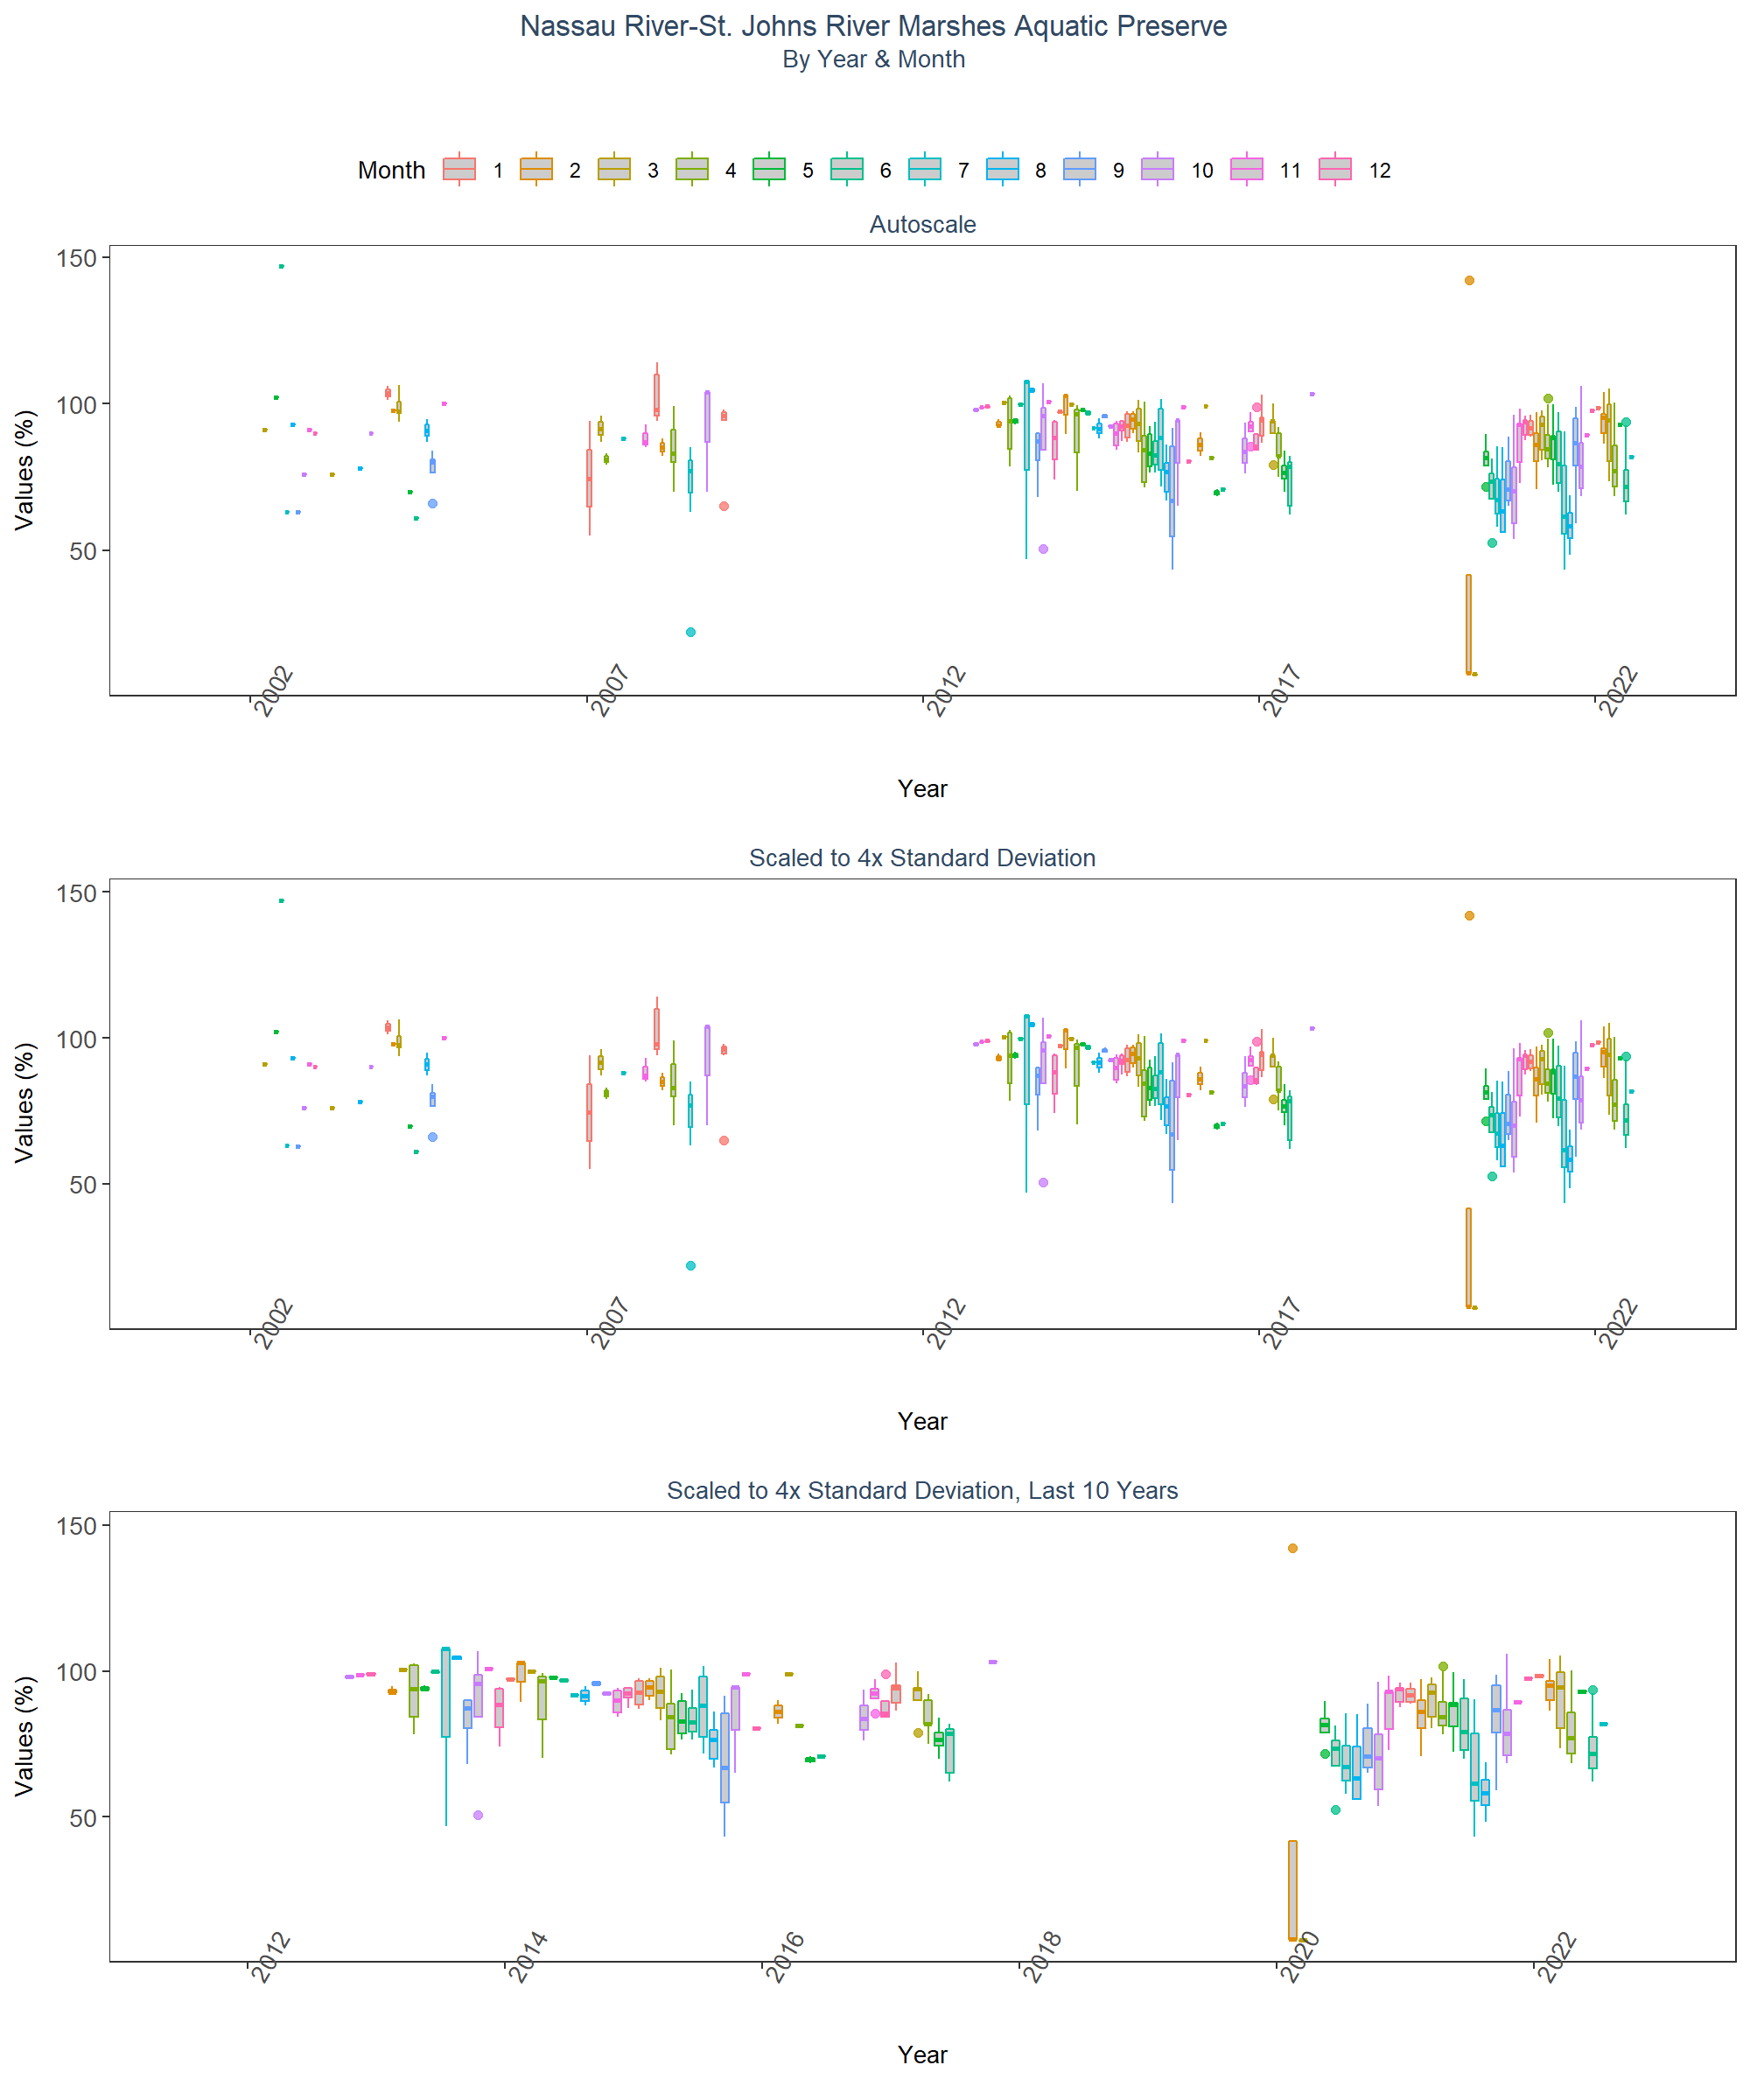 Nassau River-St. Johns River Marshes Aquatic Preserve
By Year & Month
Month 1 2 3 4 5 6 7 8 9 10 11 12
Autoscale
150
100
50
Values (%)
2002 2007 2012 2017 2022
Year
Scaled to 4x Standard Deviation
150
100
50
Values (%)
2002 2007 2012 2017 2022
Year
Scaled to 4x Standard Deviation, Last 10 Years
150
100
50
Values (%)
2012 2014 2016 2018 2020 2022
Year